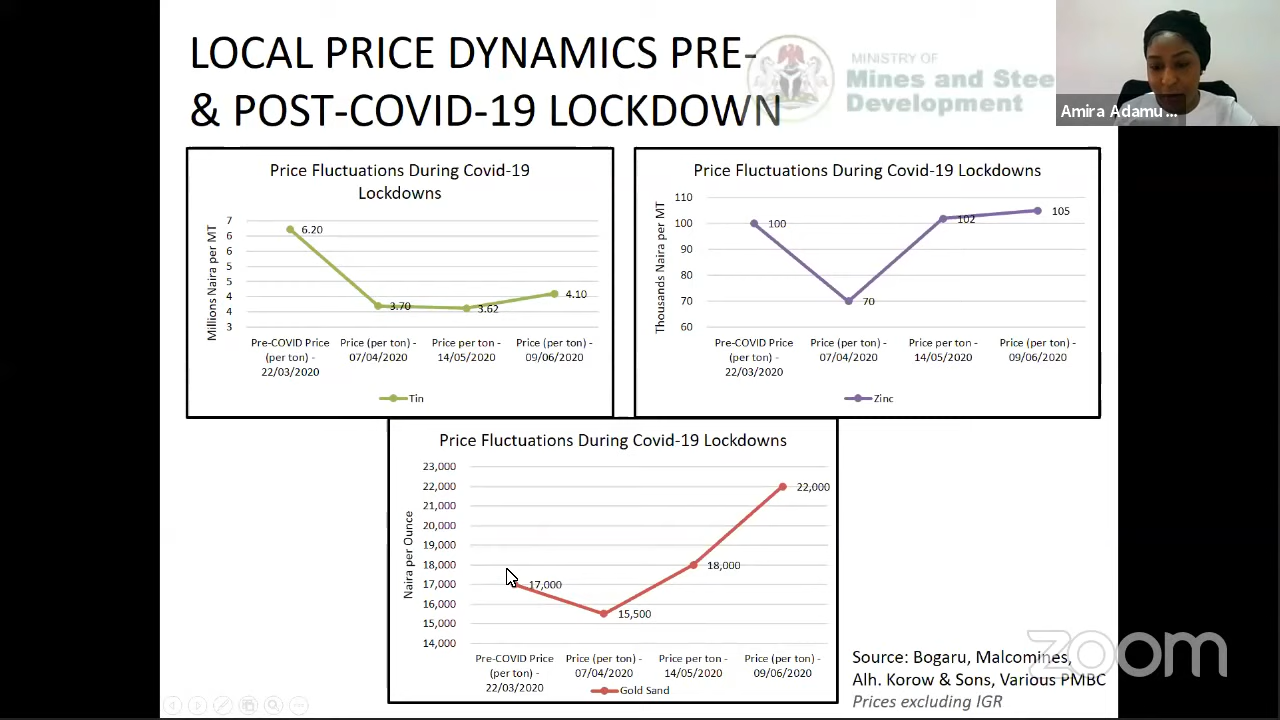 LOCAL PRICE DYNAMICS PRE-
& POST-COVID-19 LOCKDOWN
MINISTRY OF
Mines and Stee
Development
Amira Adamu ...
Price Fluctuations During Covid-19
Lockdowns
Millions Naira per MT
7
6
6
5
5
4
4
3
6.20
3.70
3.62
4.10
Pre-COVID Price
(per ton) -
22/03/2020
Price (per ton) -
07/04/2020
Price per ton) -
14/05/2020
Price (per ton) -
09/06/2020
Tin
Price Fluctuations During Covid-19 Lockdowns
Thousands Naira per MT
110
100
90
80
70
60
100
70
102
105
Pre-COVID Price
(per ton) -
22/03/2020
Price (per ton) -
07/04/2020
Price per ton) -
14/05/2020
Price (per ton) -
09/06/2020
Zinc
Price Fluctuations During Covid-19 Lockdowns
Naira per Ounce
23,000
22,000
21,000
20,000
19,000
18,000
17,000
16,000
15,000
14,000
17,000
15,500
18,000
22,000
Pre-COVID Price
(per ton) -
22/03/2020
Price (per ton) -
07/04/2020
Price per ton) -
14/05/2020
Price (per ton) -
09/06/2020
Gold Sand
Source: Bogaru, Malcomines,
Alh. Korow & Sons, Various PMBC
Prices excluding IGR
zoom